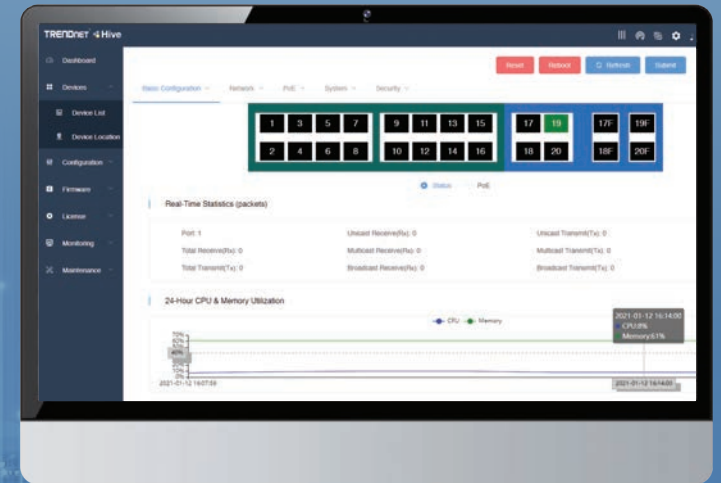 TRENDNET Hive
Dashboard
Devices
Device List
Device Location
Configuration
Firmware
License
Monitoring
Maintenance
Reset Reboot Refresh Submit
Basic Configuration Network PoE System Security
1 3 5 7 9 11 13 15 17 19 17F 19F
2 4 6 8 10 12 14 16 18 20 18F 20F
Status PoE
Real-Time Statistics (packets)
Port: 1 Unicast Receive(Rx): 0 Unicast Transmit(Tx): 0
Total Receive(Rx): 0 Multicast Receive(Rx): 0 Multicast Transmit(Tx): 0
Total Transmit(Tx): 0 Broadcast Receive(Rx): 0 Broadcast Transmit(Tx): 0
24-Hour CPU & Memory Utilization
CPU Memory
2021-01-12 16:14:00
CPU:8%
Memory:61%
70%
60%
40%
20%
10%
0%
2021-01-12 16:07:59 2021-01-12 16:14:00